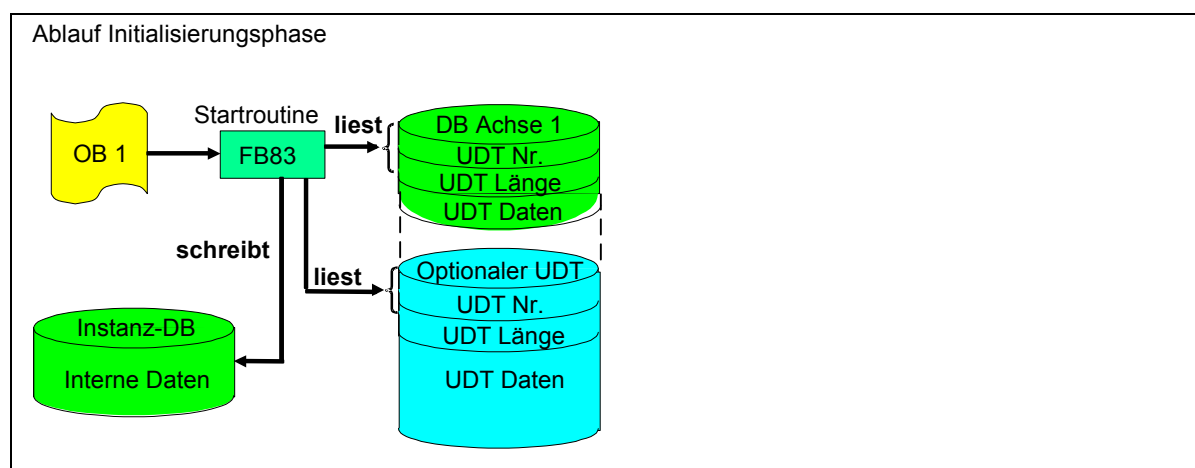 Ablauf Initialisierungsphase
Startroutine
OB 1
FB83
liest
DB Achse 1
UDT Nr.
UDT Länge
UDT Daten
schreibt
liest
Optionaler UDT
UDT Nr.
UDT Länge
UDT Daten
Instanz-DB
Interne Daten